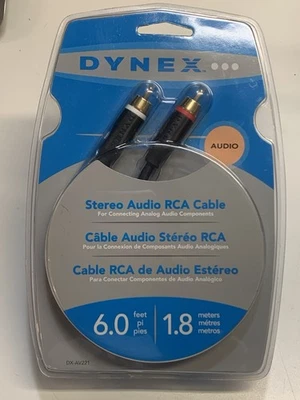 DYNEX
AUDIO
Stereo Audio RCA Cable
For Connecting Analog Audio Components
Câble Audio Stéréo RCA
Pour la Connexion de Composants Audio Analogiques
Cable RCA de Audio Estéreo
Para Conectar Componentes de Audio Analógico
6.0 feet pi pies 1.8 meters mètres metros
DX-AV271